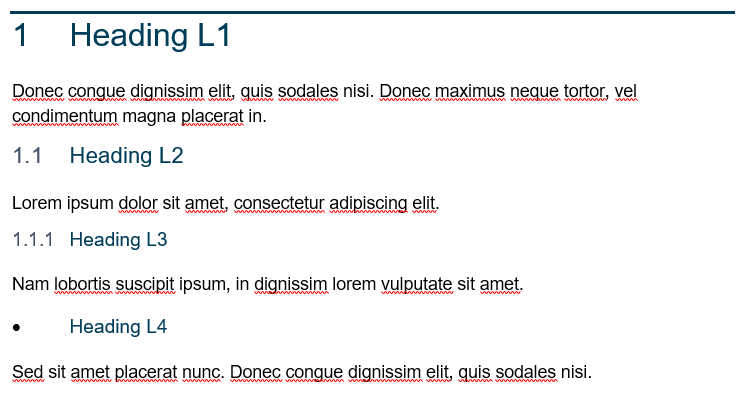 1 Heading L1
Donec congue dignissim elit, quis sodales nisi. Donec maximus neque tortor, vel
condimentum magna placerat in.
1.1 Heading L2
Lorem ipsum dolor sit amet, consectetur adipiscing elit.
1.1.1 Heading L3
Nam lobortis suscipit ipsum, in dignissim lorem vulputate sit amet.
• Heading L4
Sed sit amet placerat nunc. Donec congue dignissim elit, quis sodales nisi.